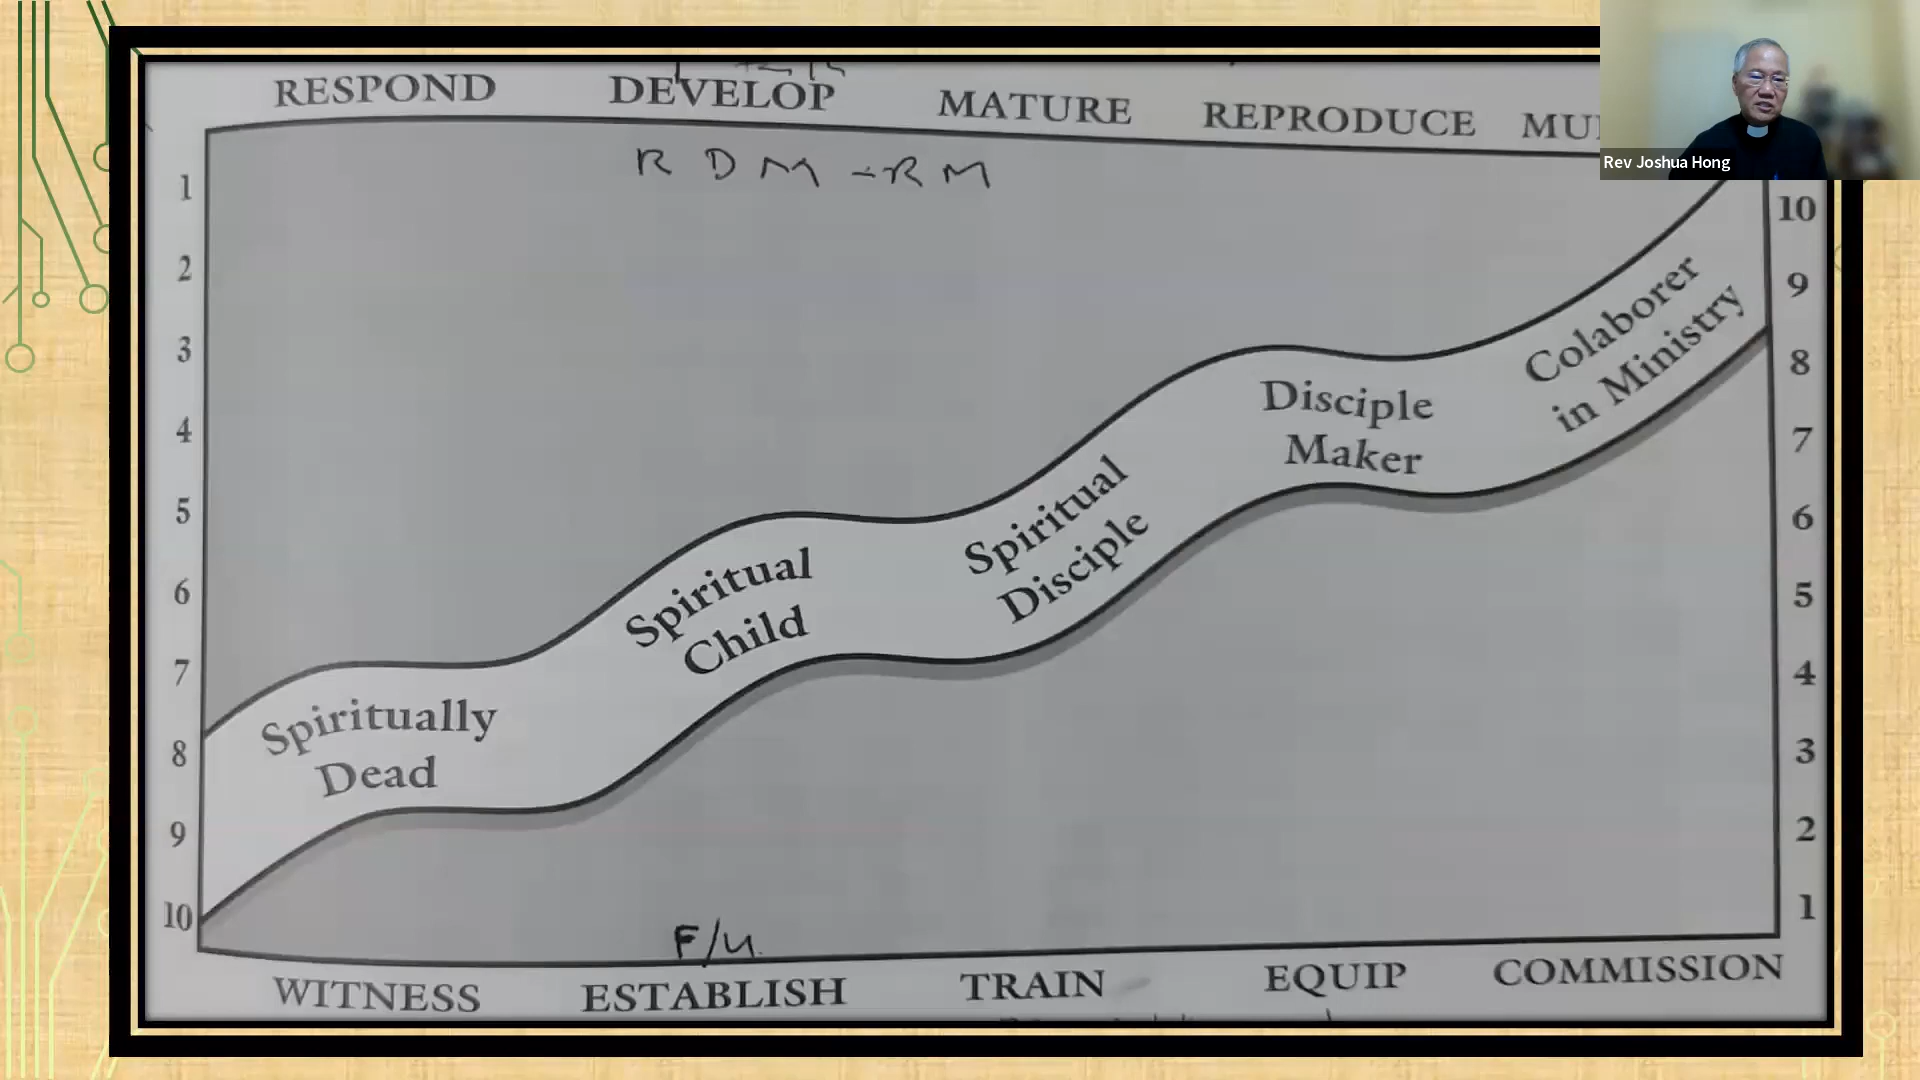 RESPOND DEVELOP MATURE REPRODUCE
Rev Joshua Hong
R D M - R M
1
2
3
4
5
6
7
8
9
10
10
9
8
7
6
5
4
3
2
1
Spiritually
Dead
Spiritual
Child
Spiritual
Disciple
Disciple
Maker
Colaborer
in Ministry
F/U
WITNESS ESTABLISH TRAIN EQUIP COMMISSION